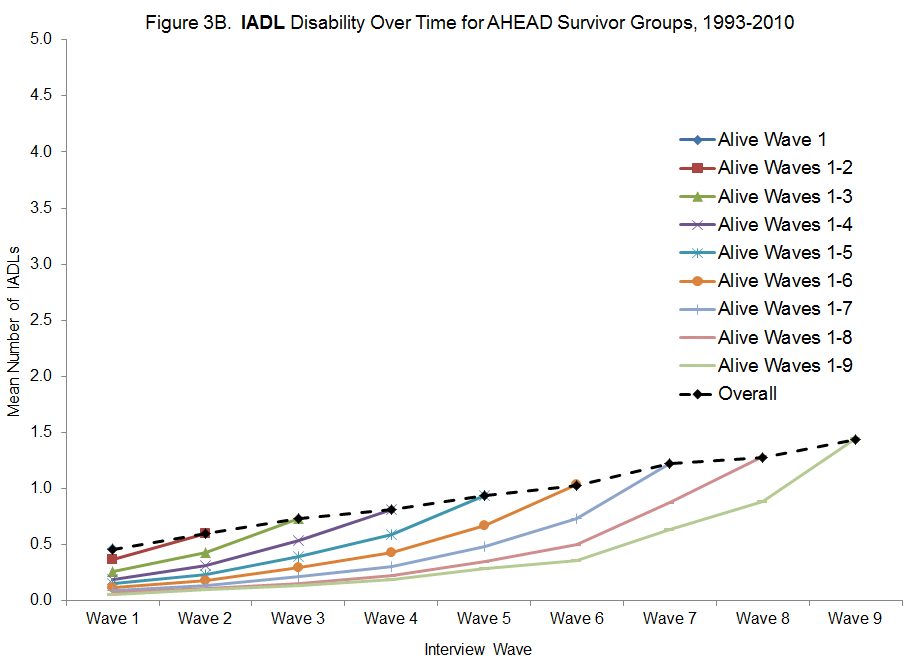 Figure 3B. IADL Disability Over Time for AHEAD Survivor Groups, 1993-2010
5.0
4.5
4.0
3.5
3.0
2.5
2.0
1.5
1.0
0.5
0.0
Mean Number of IADLs
Alive Wave 1
Alive Waves 1-2
Alive Waves 1-3
Alive Waves 1-4
Alive Waves 1-5
Alive Waves 1-6
Alive Waves 1-7
Alive Waves 1-8
Alive Waves 1-9
Overall
Wave 1 Wave 2 Wave 3 Wave 4 Wave 5 Wave 6 Wave 7 Wave 8 Wave 9
Interview Wave